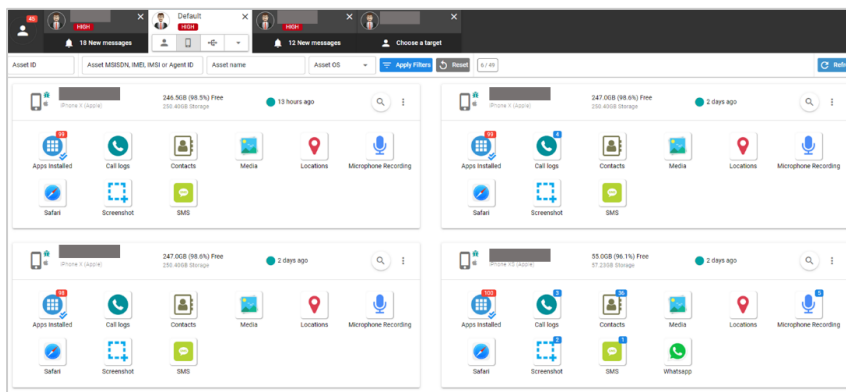 45
HIGH
18 New messages
Default
HIGH
HIGH
12 New messages
Choose a target
Asset ID
Asset MSISDN, IMEI, IMSI or Agent ID
Asset name
Asset OS
Apply Filters
Reset
6 / 49
Refre
246.5GB (98.5%) Free
iPhone X (Apple)
250.40GB Storage
13 hours ago
99
Apps Installed
Call logs
Contacts
Media
Locations
Microphone Recording
Safari
Screenshot
SMS
247.0GB (98.6%) Free
iPhone X (Apple)
250.40GB Storage
2 days ago
99
4
Apps Installed
Call logs
Contacts
Media
Locations
Microphone Recording
Safari
Screenshot
SMS
247.0GB (98.6%) Free
iPhone X (Apple)
250.40GB Storage
2 days ago
98
Apps Installed
Call logs
Contacts
Media
Locations
Microphone Recording
Safari
Screenshot
SMS
55.0GB (96.1%) Free
57.23GB Storage
2 days ago
100
3
36
6
Apps Installed
Call logs
Contacts
Media
Locations
Microphone Recording
2
1
Safari
Screenshot
SMS
Whatsapp